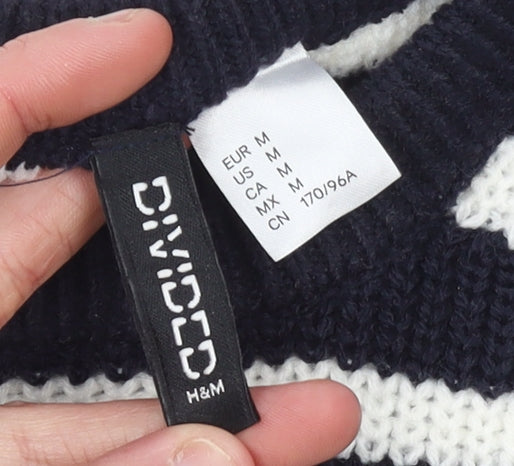 DIVIDED
H&M
EUR M
US M
CA M
MX M
CN 170/96A